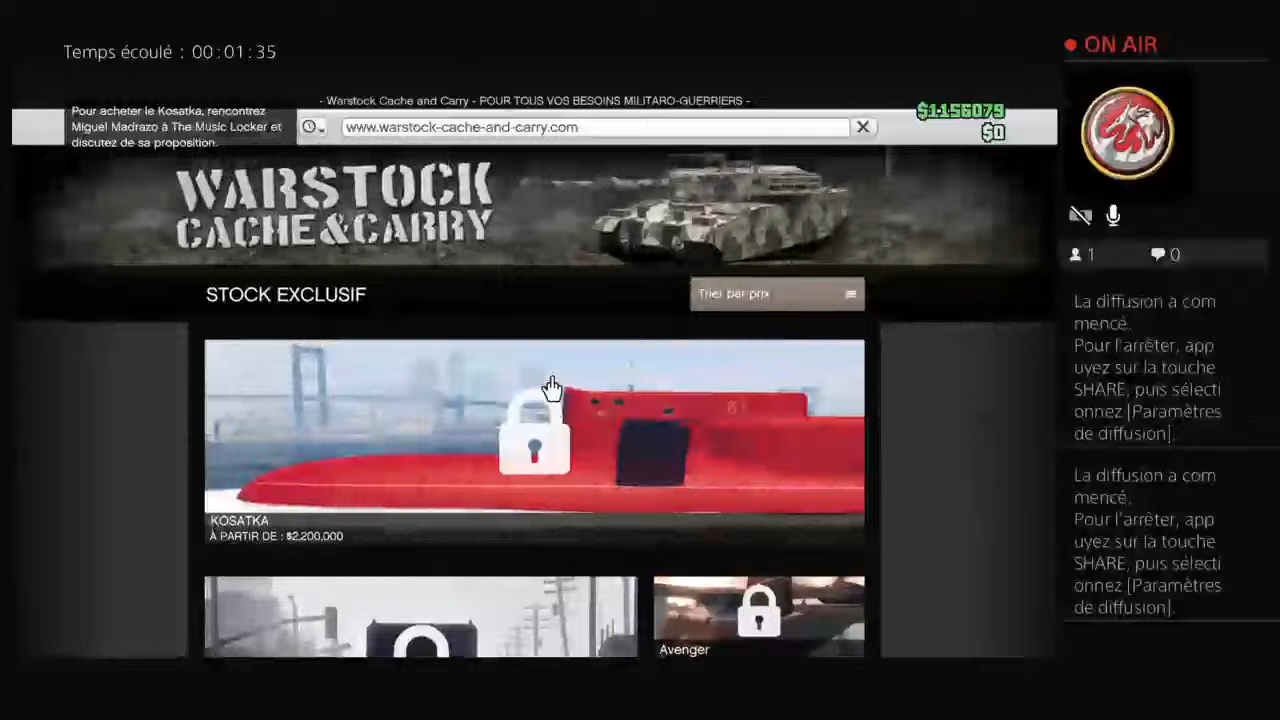 Temps écoulé : 00:01:35
ON AIR
- Warstock Cache and Carry - POUR TOUS VOS BESOINS MILITARO-GUERRIERS -
Pour acheter le Kosatka, rencontrez
Miguel Madrazo à The Music Locker et
discutez de sa proposition.
www.warstock-cache-and-carry.com
$1156079
$0
WARSTOCK
CACHE&CARRY
STOCK EXCLUSIF
Trier par prix
KOSATKA
À PARTIR DE : $2,200,000
Avenger
1
0
La diffusion a com
mencé.
Pour l'arrêter, app
uyez sur la touche
SHARE, puis sélecti
onnez [Paramètres
de diffusion].
La diffusion a com
mencé.
Pour l'arrêter, app
uyez sur la touche
SHARE, puis sélecti
onnez [Paramètres
de diffusion].